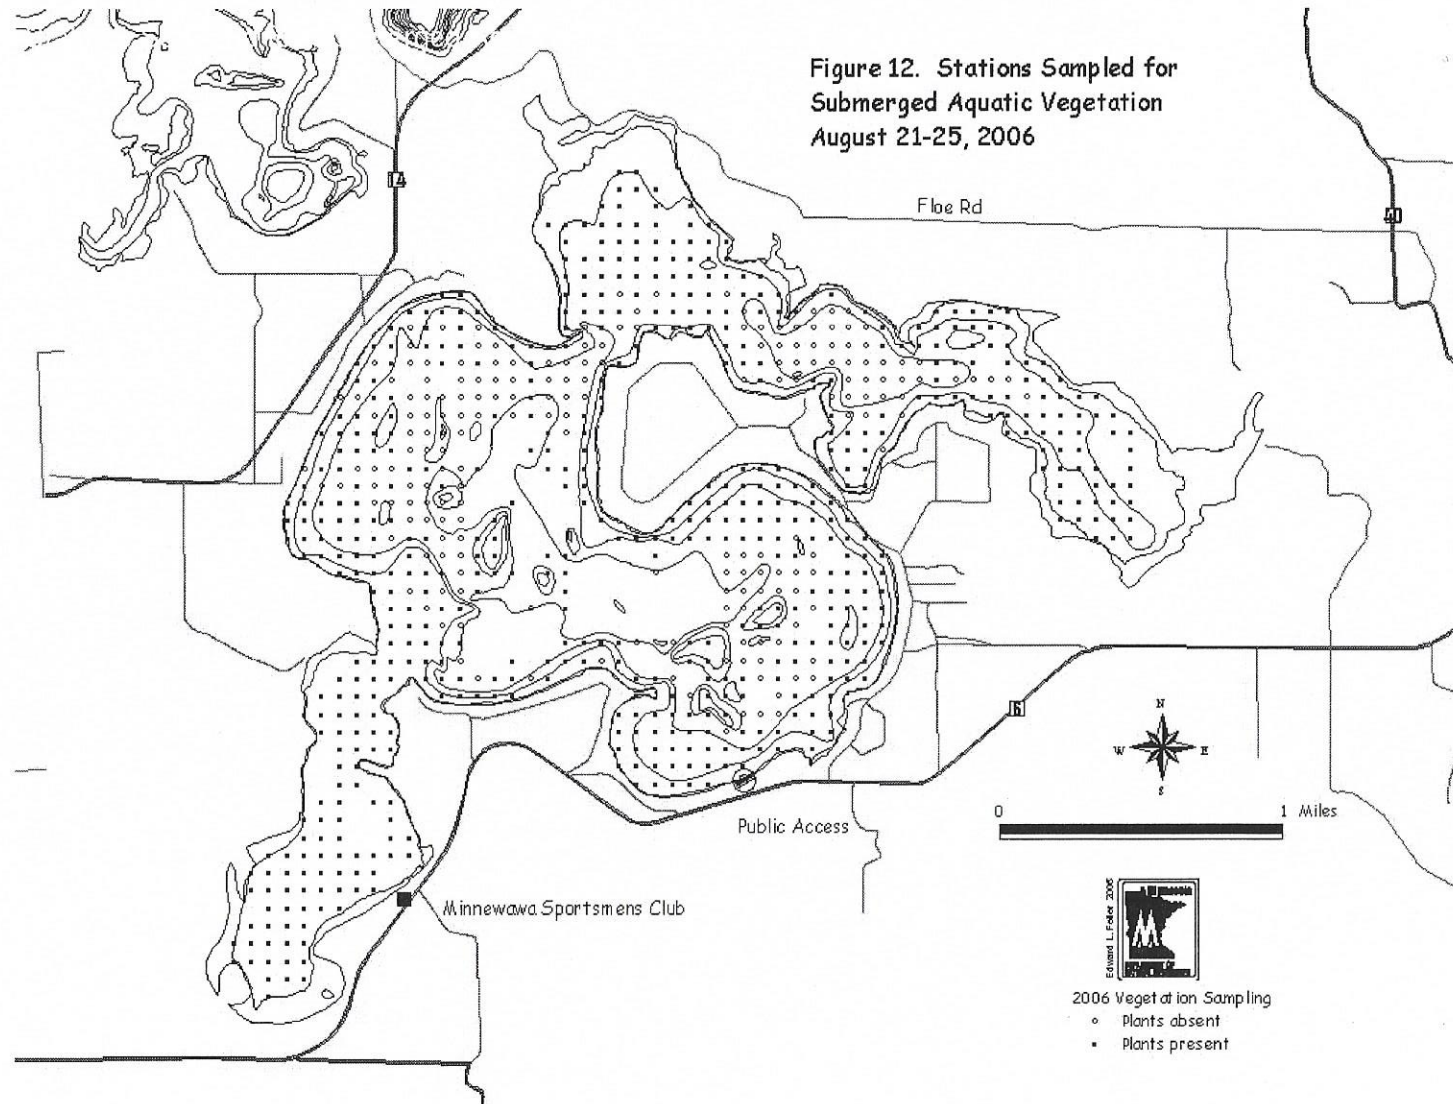 Figure 12. Stations Sampled for
Submerged Aquatic Vegetation
August 21-25, 2006
14
Floe Rd
40
6
N
W E
S
0 1 Miles
Public Access
Minnewawa Sportsmens Club
2006 Vegetation Sampling
Plants absent
Plants present